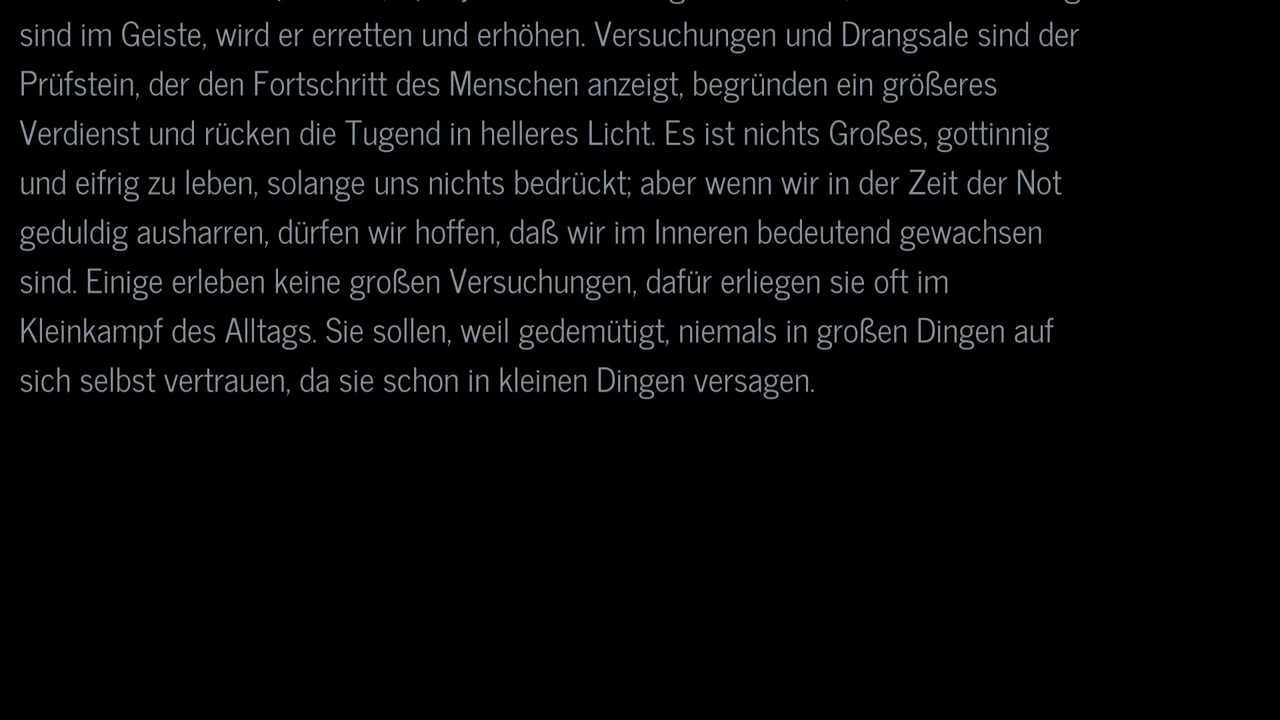 sind im Geiste, wird er erretten und erhöhen. Versuchungen und Drangsale sind der
Prüfstein, der den Fortschritt des Menschen anzeigt, begründen ein größeres
Verdienst und rücken die Tugend in helleres Licht. Es ist nichts Großes, gottinnig
und eifrig zu leben, solange uns nichts bedrückt; aber wenn wir in der Zeit der Not
geduldig ausharren, dürfen wir hoffen, daß wir im Inneren bedeutend gewachsen
sind. Einige erleben keine großen Versuchungen, dafür erliegen sie oft im
Kleinkampf des Alltags. Sie sollen, weil gedemütigt, niemals in großen Dingen auf
sich selbst vertrauen, da sie schon in kleinen Dingen versagen.